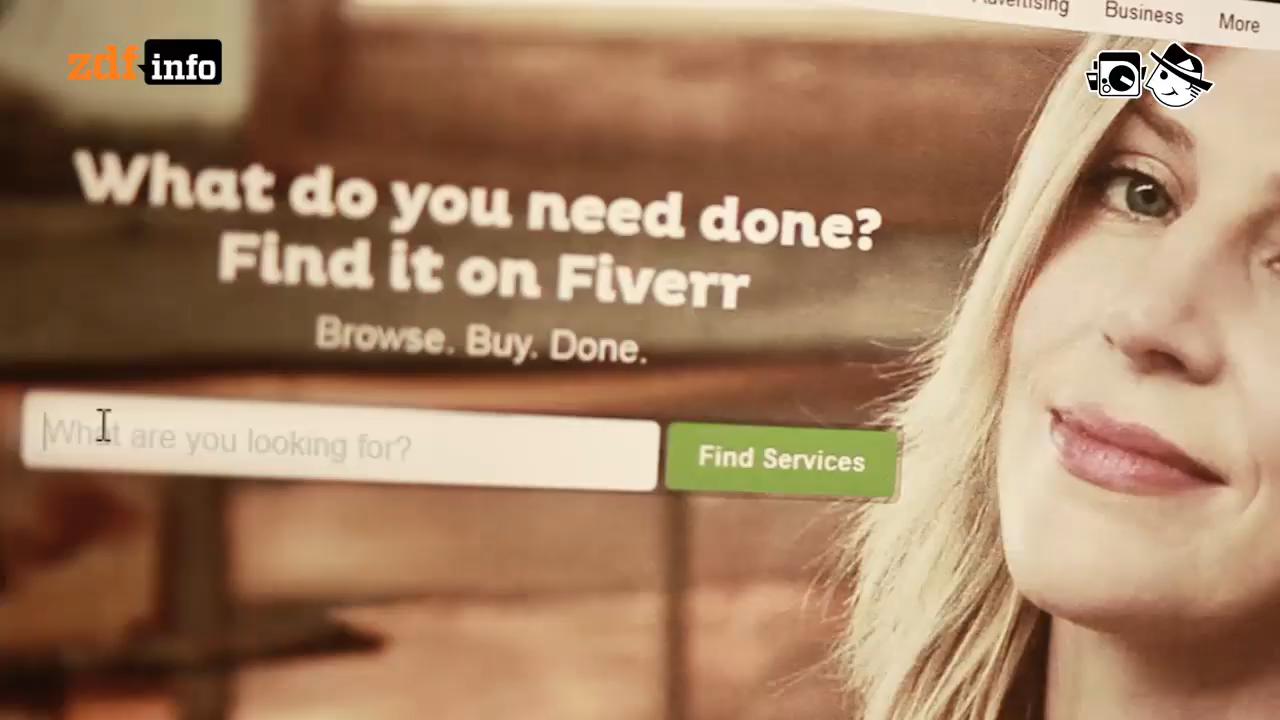 Advertising Business More
zdf info
What do you need done?
Find it on Fiverr
Browse. Buy. Done.
What are you looking for?
Find Services